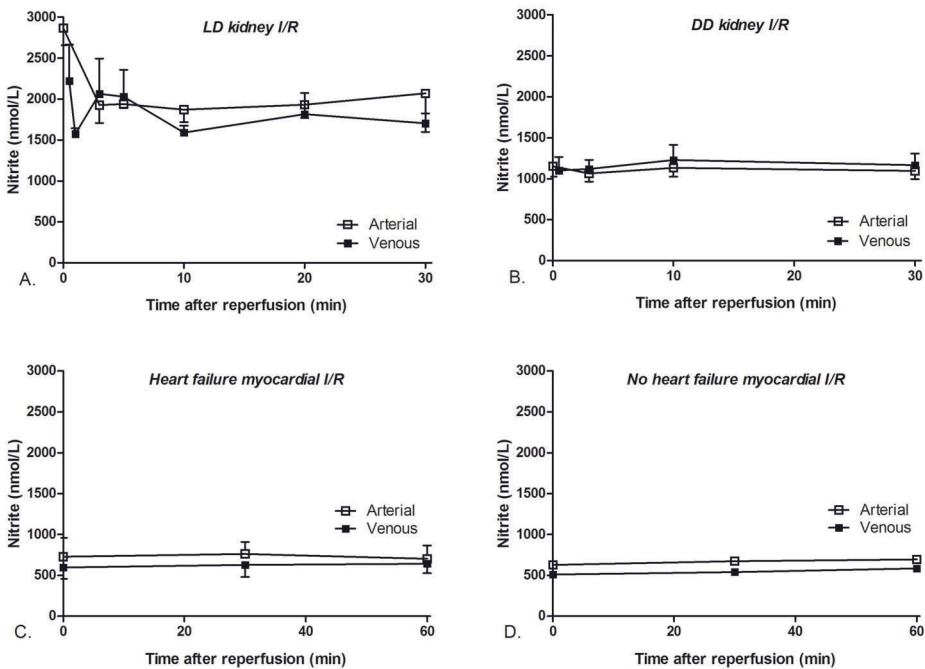 LD kidney I/R
3000
2500
2000
1500
1000
500
0
Nitrite (nmol/L)
Arterial
Venous
0 10 20 30
A.
Time after reperfusion (min)
DD kidney I/R
3000
2500
2000
1500
1000
500
0
Nitrite (nmol/L)
Arterial
Venous
0 10 20 30
B.
Time after reperfusion (min)
Heart failure myocardial I/R
3000
2500
2000
1500
1000
500
0
Nitrite (nmol/L)
Arterial
Venous
0 20 40 60
C.
Time after reperfusion (min)
No heart failure myocardial I/R
3000
2500
2000
1500
1000
500
0
Nitrite (nmol/L)
Arterial
Venous
0 20 40 60
D.
Time after reperfusion (min)